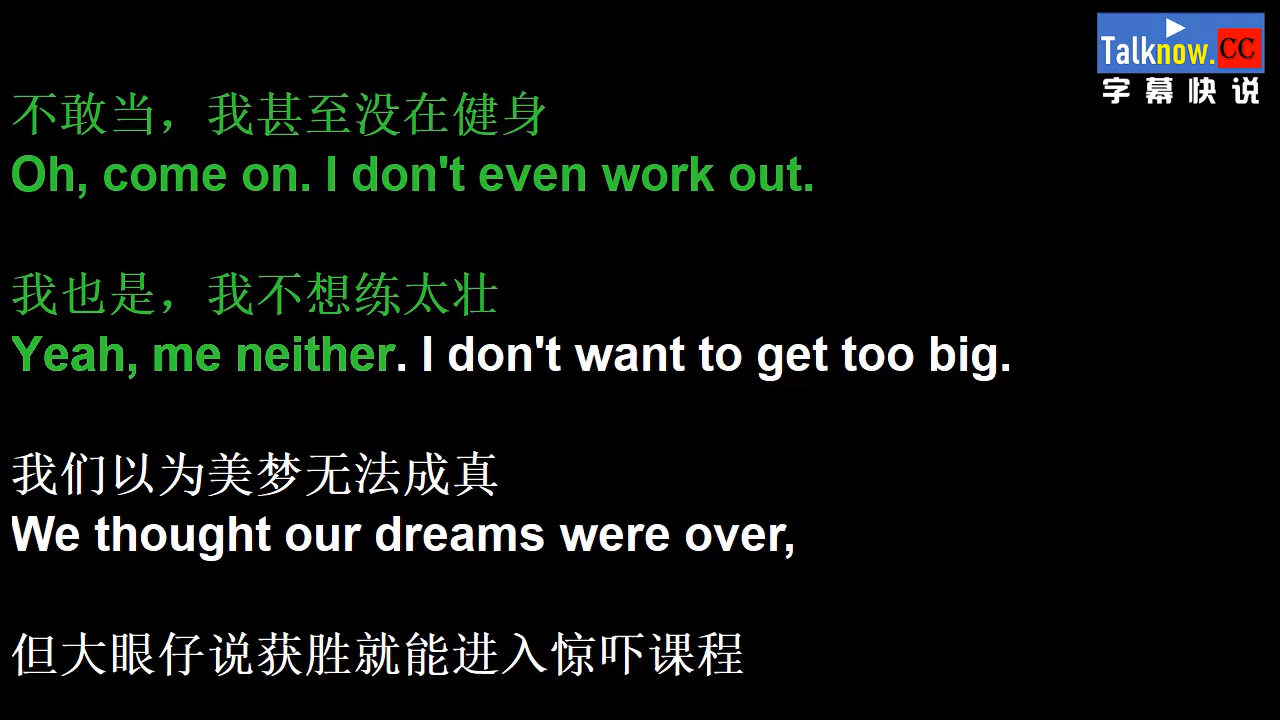 Talknow.CC
字幕快说
不敢当，我甚至没在健身
Oh, come on. I don't even work out.
我也是，我不想练太壮
Yeah, me neither. I don't want to get too big.
我们以为美梦无法成真
We thought our dreams were over,
但大眼仔说获胜就能进入惊吓课程